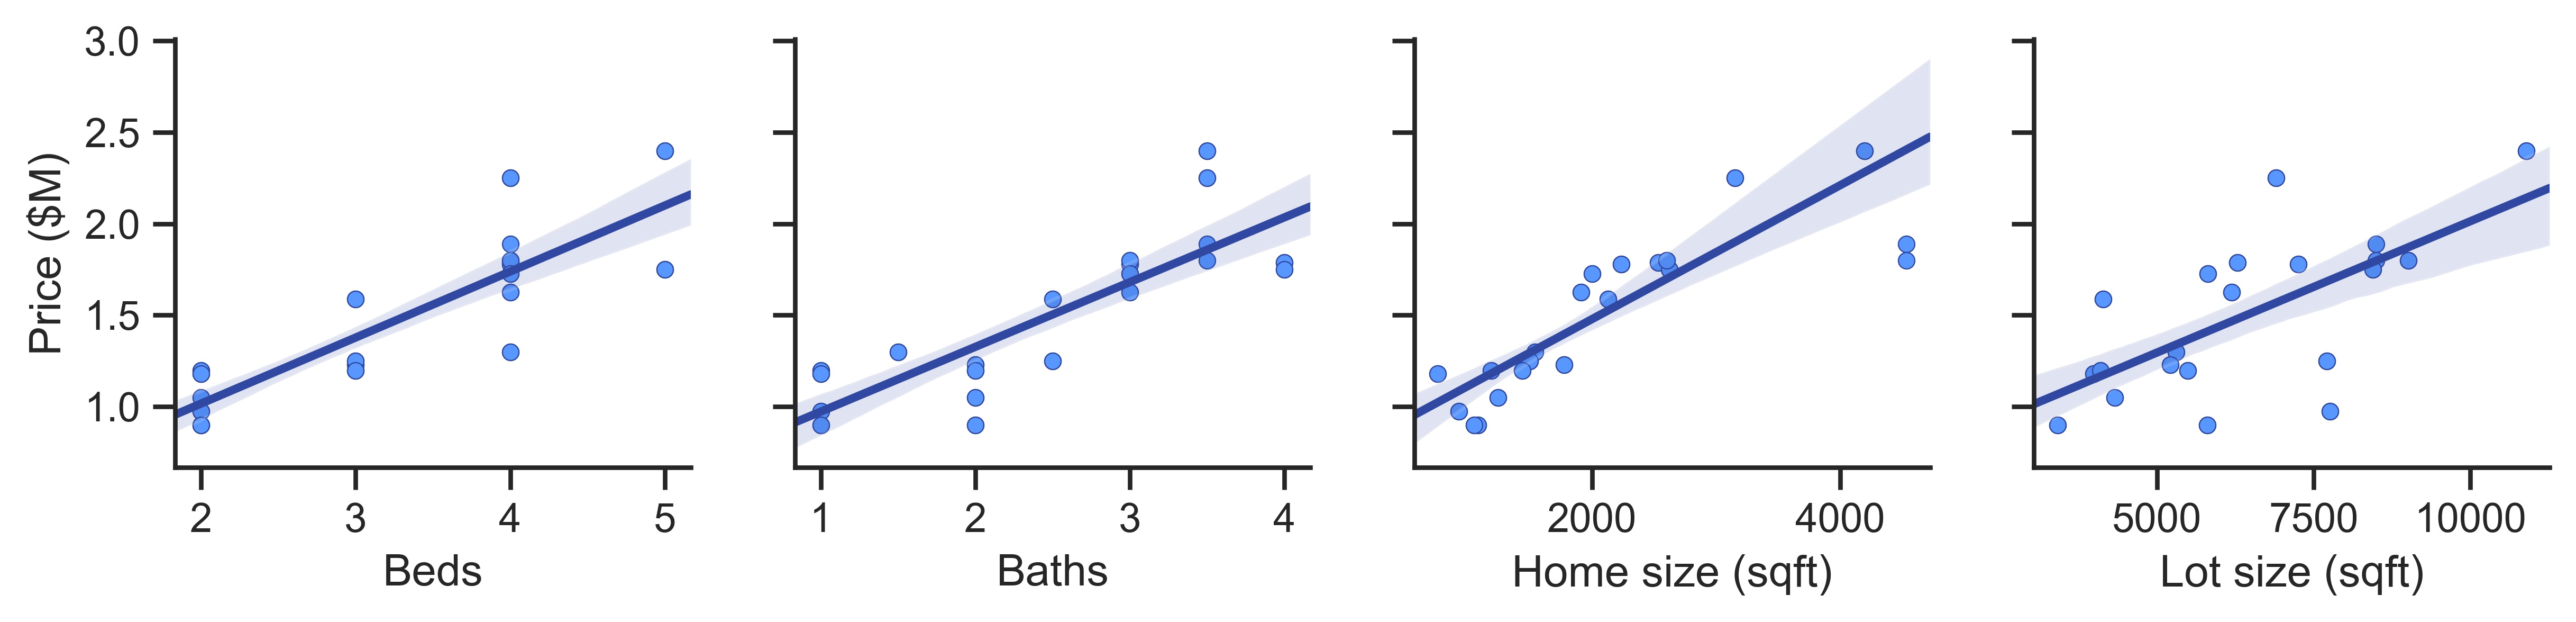 3.0
2.5
2.0
1.5
1.0
Price ($M)
2 3 4 5
Beds
1 2 3 4
Baths
2000 4000
Home size (sqft)
5000 7500 10000
Lot size (sqft)